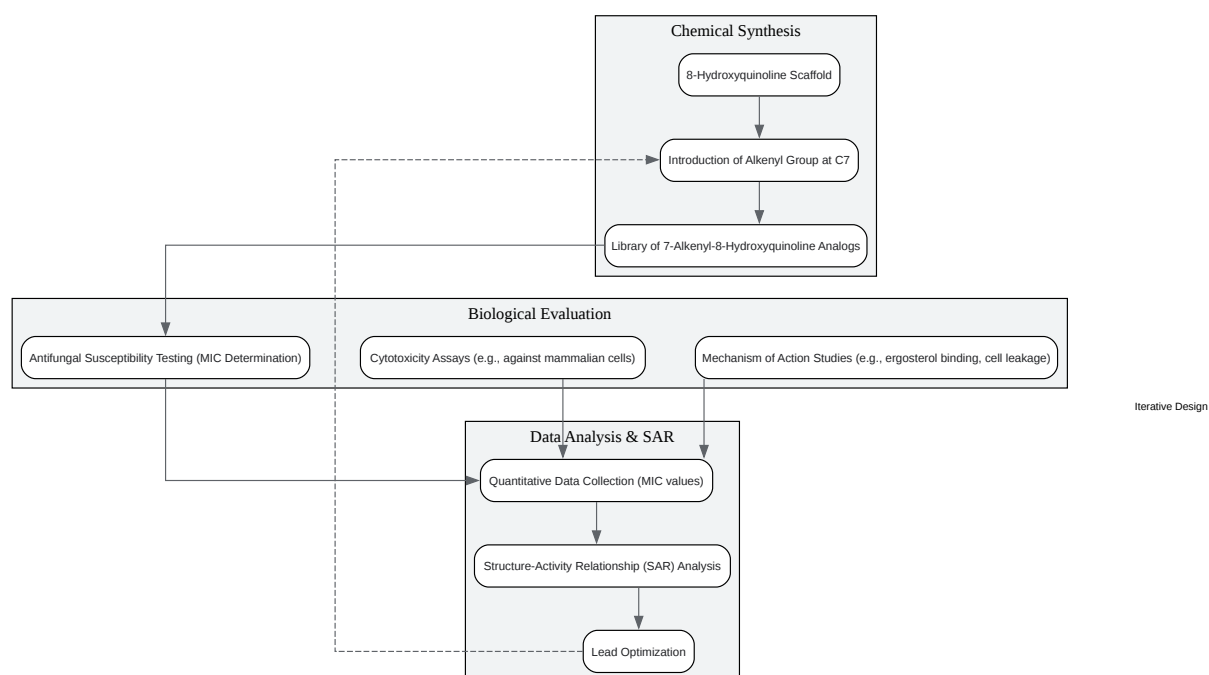 Chemical Synthesis
8-Hydroxyquinoline Scaffold
Introduction of Alkenyl Group at C7
Library of 7-Alkenyl-8-Hydroxyquinoline Analogs
Biological Evaluation
Antifungal Susceptibility Testing (MIC Determination)
Cytotoxicity Assays (e.g., against mammalian cells)
Mechanism of Action Studies (e.g., ergosterol binding, cell leakage)
Iterative Design
Data Analysis & SAR
Quantitative Data Collection (MIC values)
Structure-Activity Relationship (SAR) Analysis
Lead Optimization